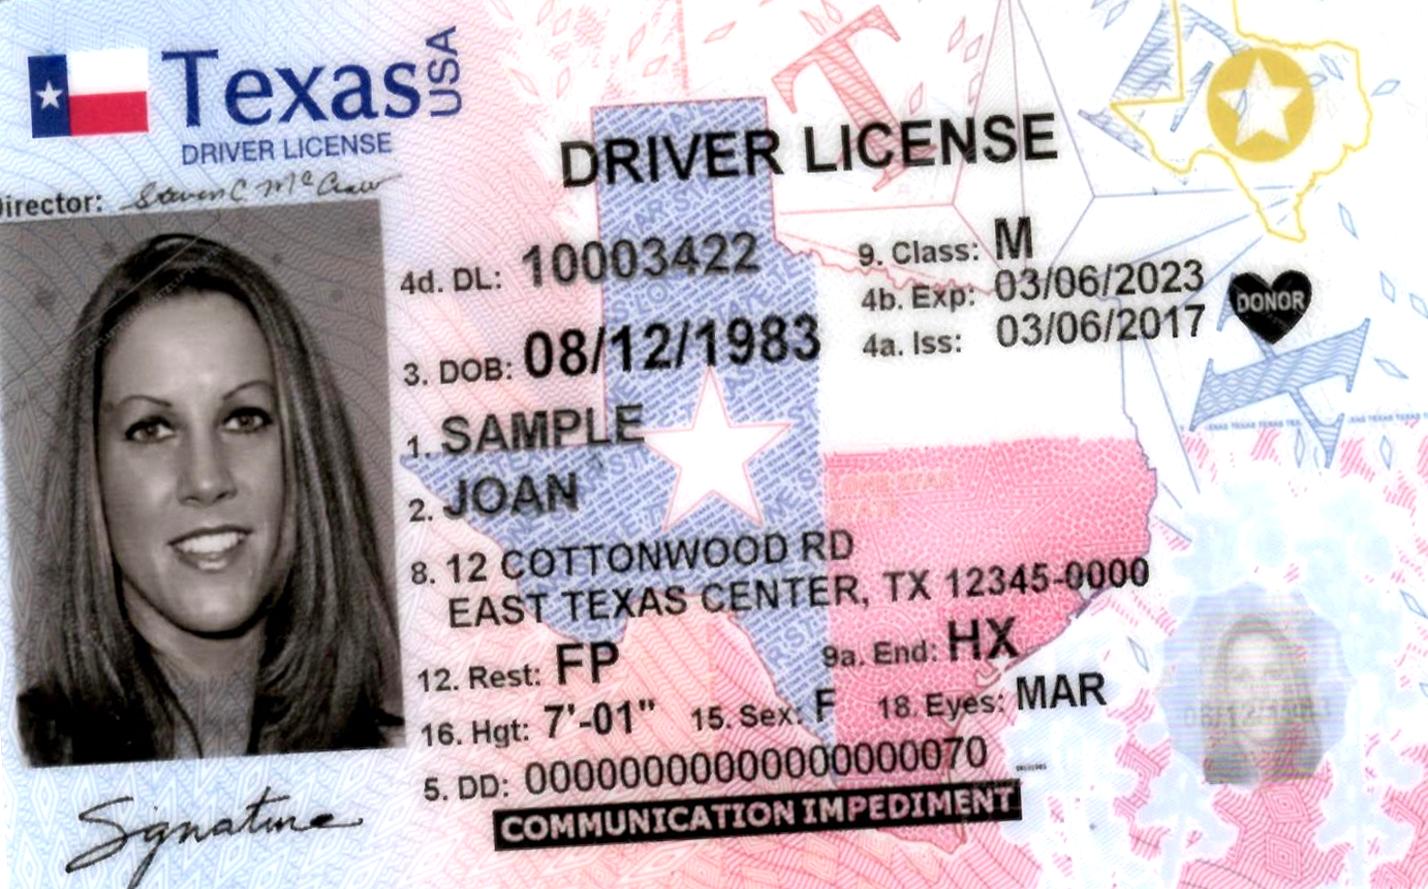 Texas USA
DRIVER LICENSE
Director: Steven C McCraw
DRIVER LICENSE
4d. DL: 10003422
9. Class: M
4b. Exp: 03/06/2023
4a. Iss: 03/06/2017
DONOR
3. DOB: 08/12/1983
1. SAMPLE
2. JOAN
8. 12 COTTONWOOD RD
EAST TEXAS CENTER, TX 12345-0000
12. Rest: FP
9a. End: HX
16. Hgt: 7'-01"
15. Sex: F
18. Eyes: MAR
5. DD: 00000000000000000070
COMMUNICATION IMPEDIMENT
Signature